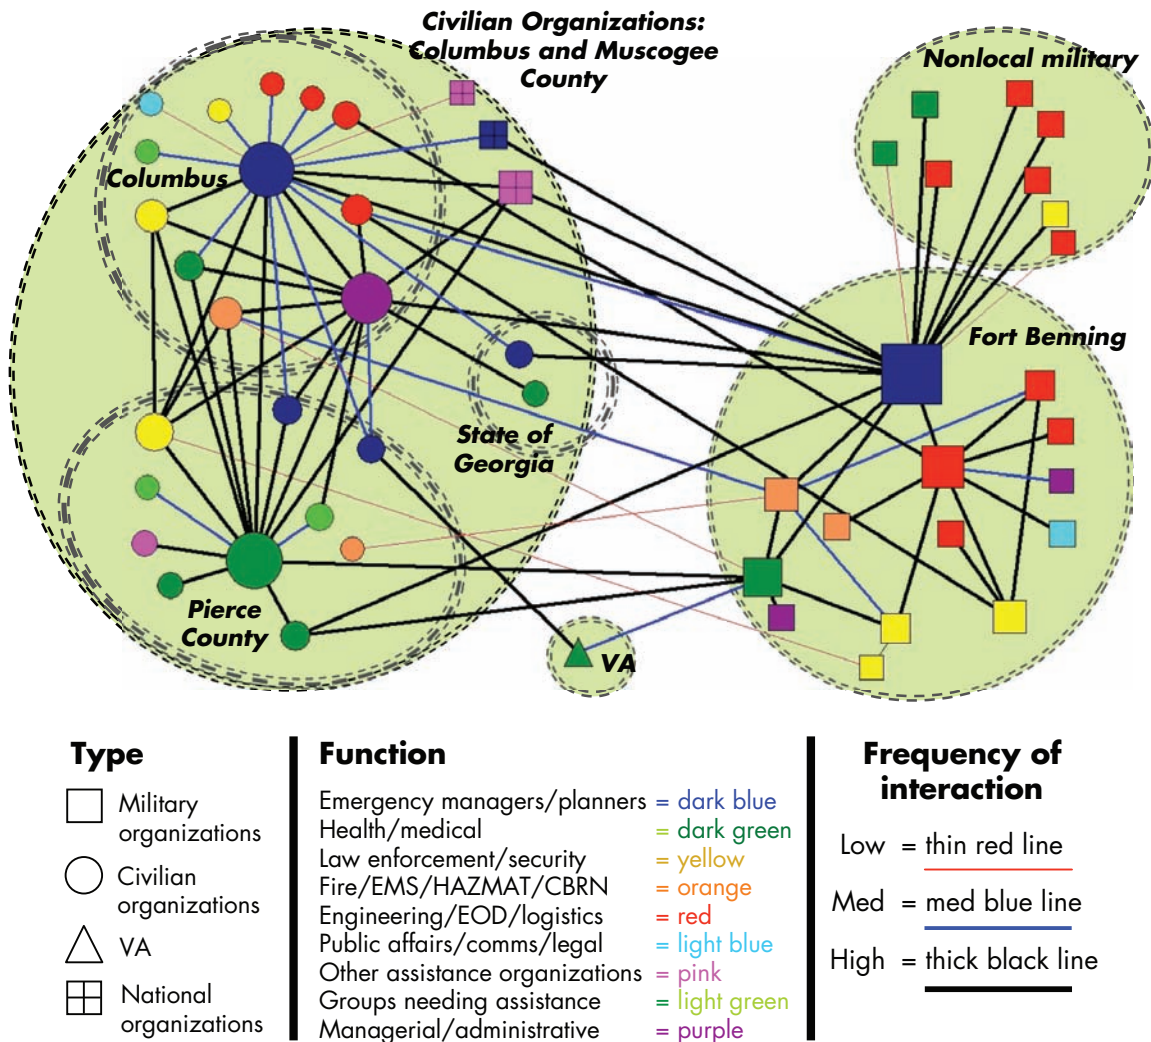 Civilian Organizations:
Columbus and Muscogee
County
Nonlocal military
Columbus
Fort Benning
State of
Georgia
Pierce
County
VA
Type
Military
organizations
Civilian
organizations
VA
National
organizations
Function
Emergency managers/planners = dark blue
Health/medical = dark green
Law enforcement/security = yellow
Fire/EMS/HAZMAT/CBRN = orange
Engineering/EOD/logistics = red
Public affairs/comms/legal = light blue
Other assistance organizations = pink
Groups needing assistance = light green
Managerial/administrative = purple
Frequency of
interaction
Low = thin red line
Med = med blue line
High = thick black line